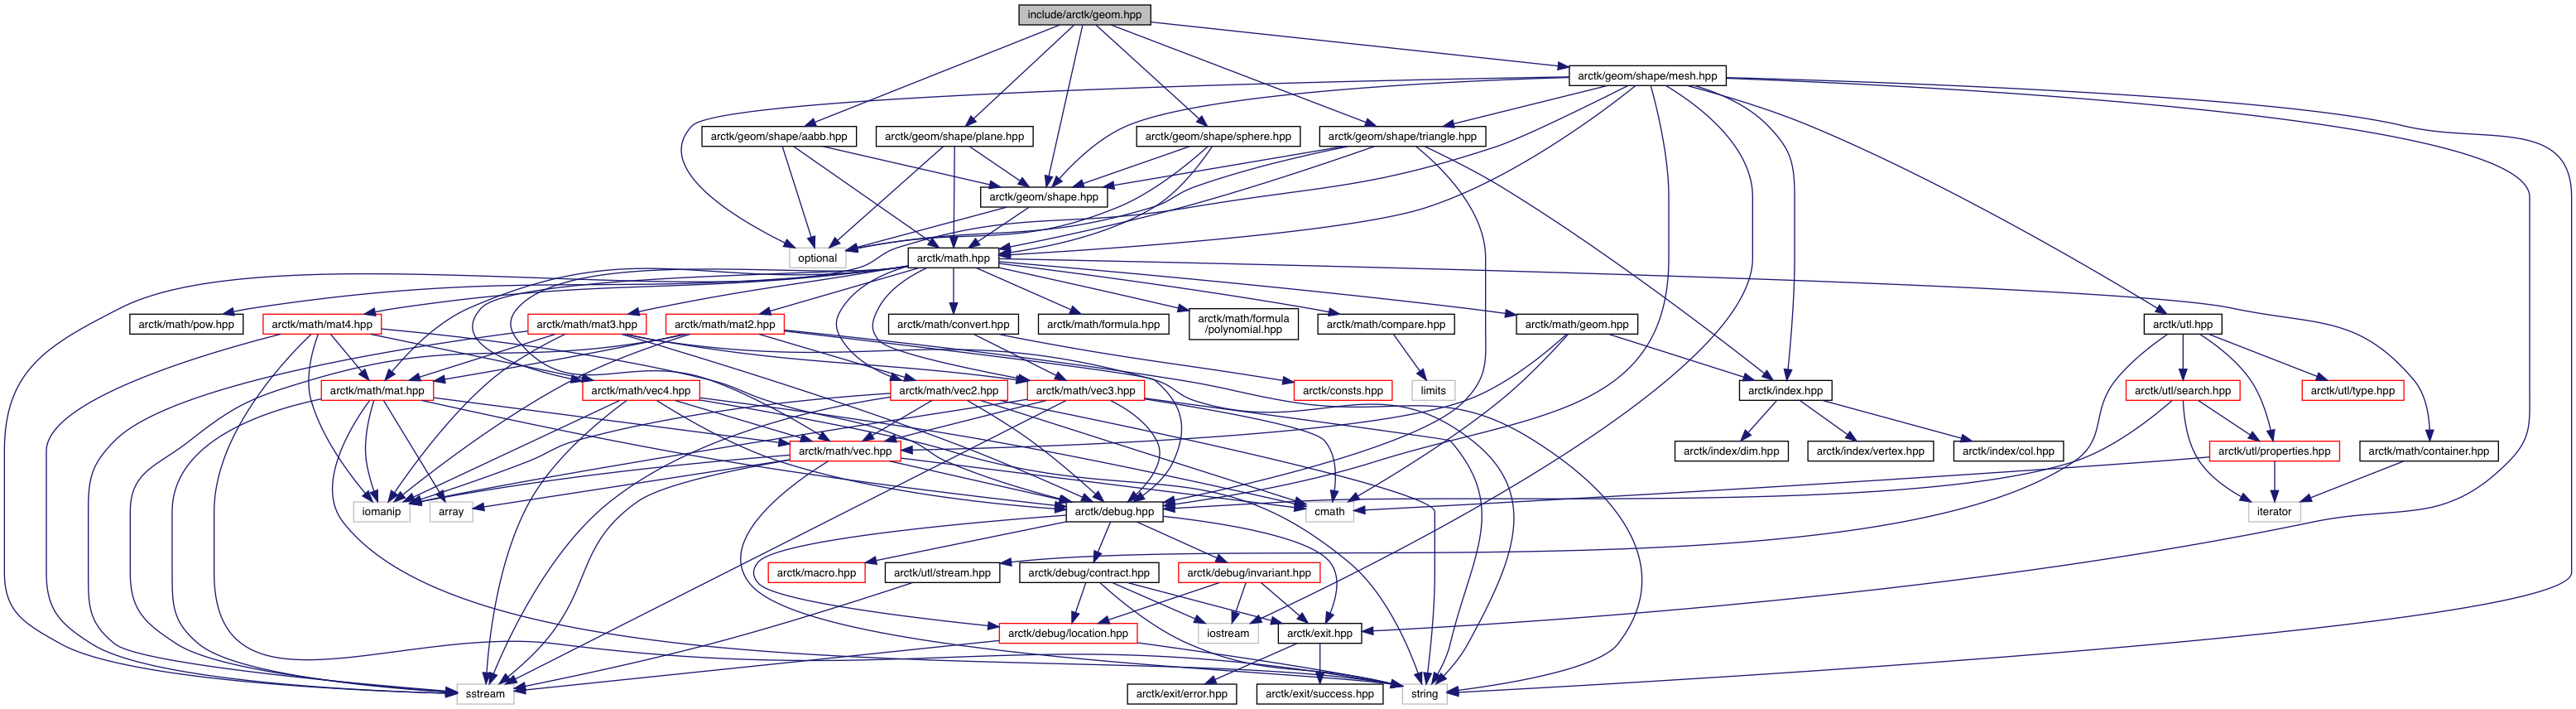 include/arctk/geom.hpp
arctk/geom/shape/mesh.hpp
arctk/geom/shape/aabb.hpp
arctk/geom/shape/plane.hpp
arctk/geom/shape/sphere.hpp
arctk/geom/shape/triangle.hpp
arctk/geom/shape.hpp
optional
arctk/math.hpp
arctk/math/pow.hpp
arctk/math/mat4.hpp
arctk/math/mat3.hpp
arctk/math/mat2.hpp
arctk/math/convert.hpp
arctk/math/formula.hpp
arctk/math/formula
/polynomial.hpp
arctk/math/compare.hpp
arctk/math/geom.hpp
arctk/utl.hpp
arctk/math/mat.hpp
arctk/math/vec4.hpp
arctk/math/vec2.hpp
arctk/math/vec3.hpp
arctk/consts.hpp
limits
arctk/index.hpp
arctk/utl/search.hpp
arctk/utl/type.hpp
arctk/math/vec.hpp
arctk/index/dim.hpp
arctk/index/vertex.hpp
arctk/index/col.hpp
arctk/utl/properties.hpp
arctk/math/container.hpp
iomanip
array
arctk/debug.hpp
cmath
iterator
arctk/macro.hpp
arctk/utl/stream.hpp
arctk/debug/contract.hpp
arctk/debug/invariant.hpp
arctk/debug/location.hpp
iostream
arctk/exit.hpp
sstream
arctk/exit/error.hpp
arctk/exit/success.hpp
string